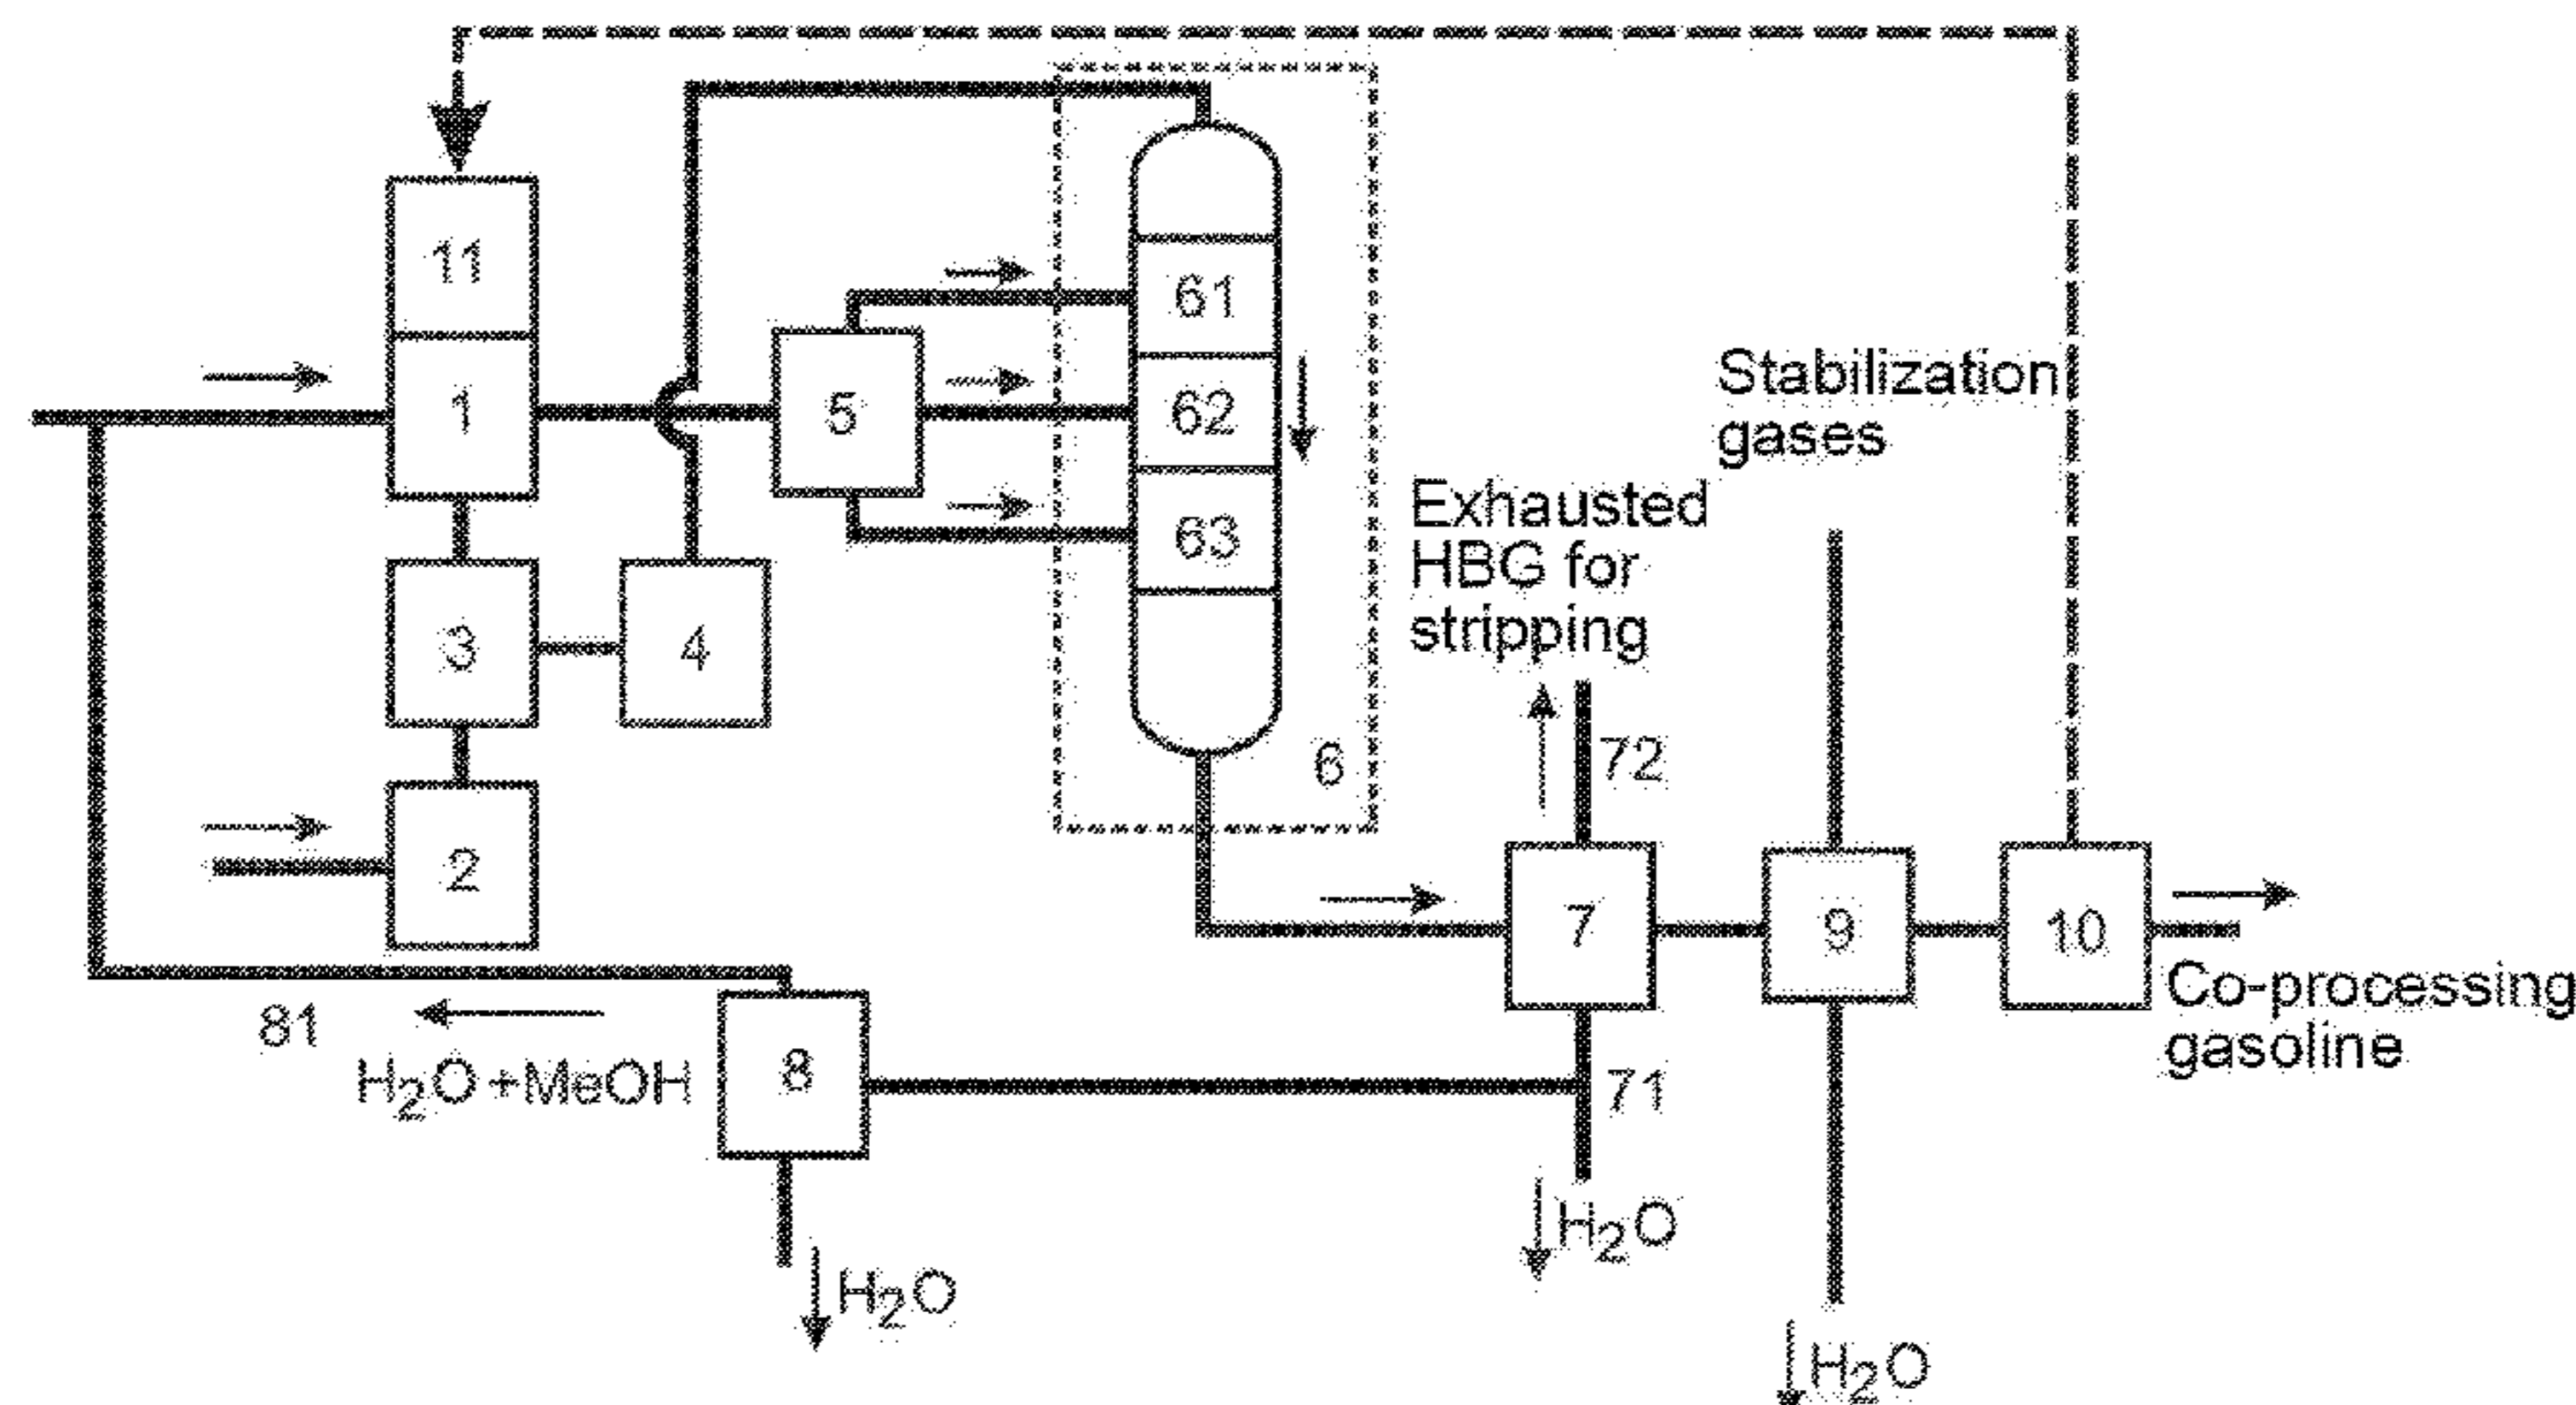 11
61
1
5
62
Stabilization
gases
Exhausted
HBG for
stripping
63
3
4
6
72
2
7
9
10
Co-processing
gasoline
81
H2O+MeOH
8
71
H2O
H2O
H2O